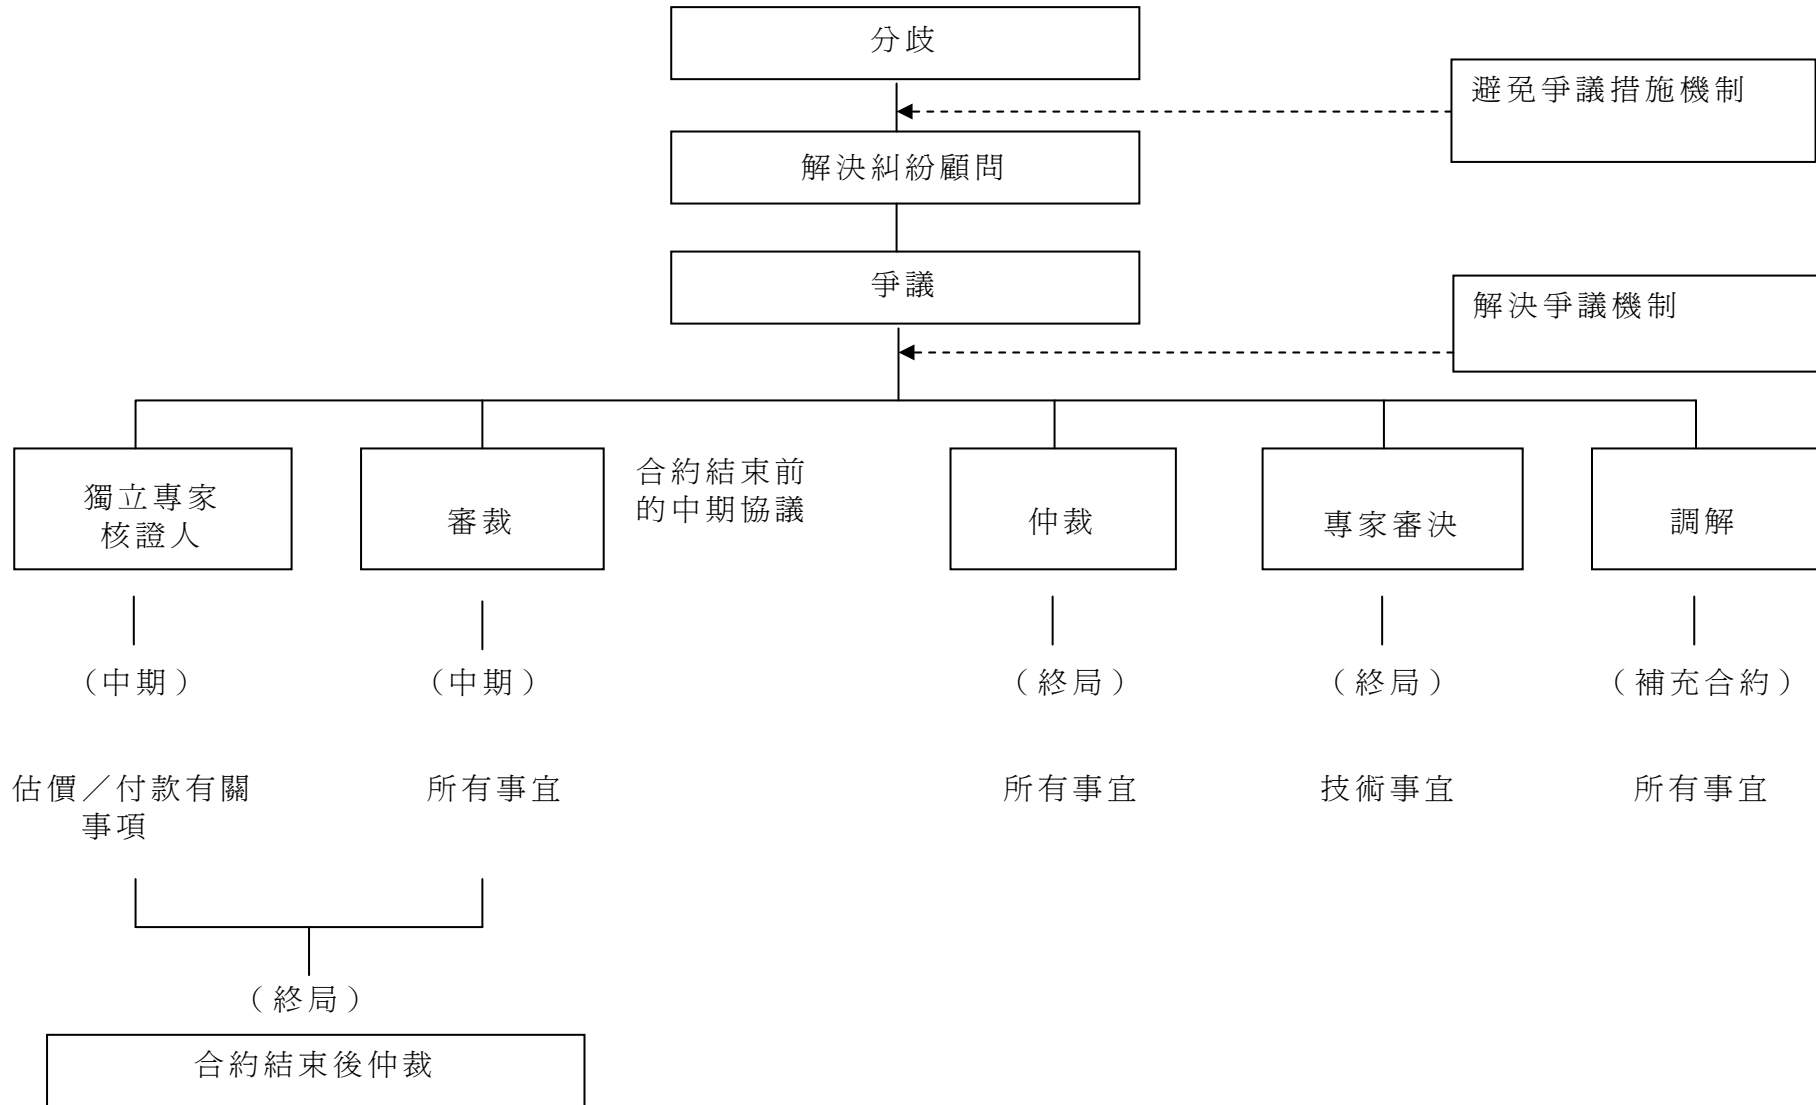 分歧
避免爭議措施機制
解決糾紛顧問
爭議
解決爭議機制
獨立專家
核證人
審裁
合約結束前
的中期協議
仲裁
專家審決
調解
（中期）
（中期）
（終局）
（終局）
（補充合約）
估價／付款有關
事項
所有事宜
所有事宜
技術事宜
所有事宜
（終局）
合約結束後仲裁